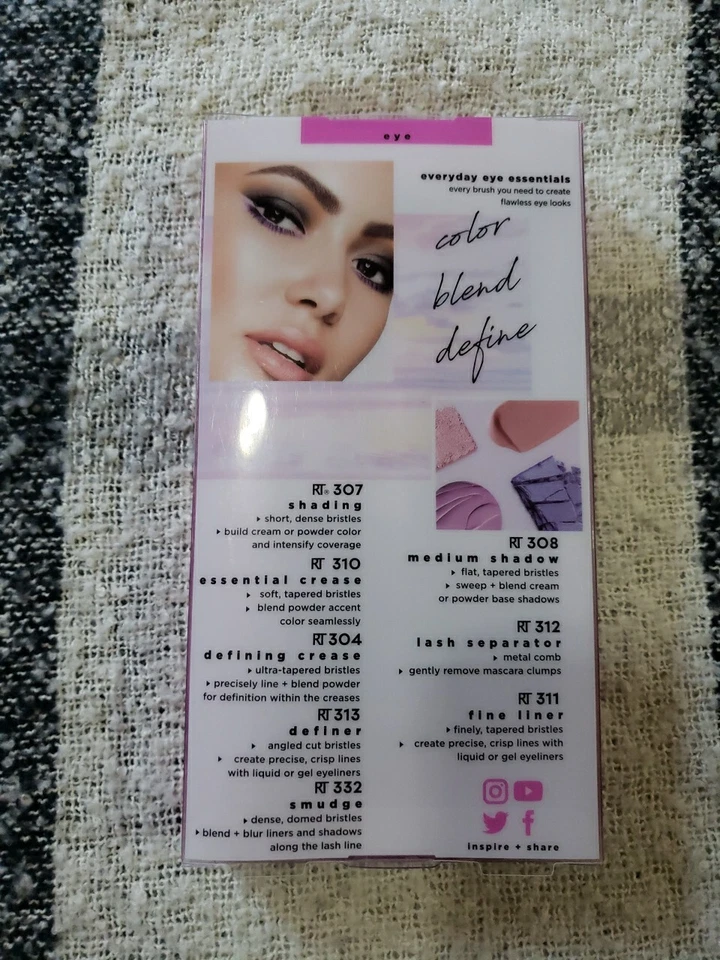 eye
everyday eye essentials
every brush you need to create
flawless eye looks
color
blend
define
RT® 307
shading
▸ short, dense bristles
▸ build cream or powder color
and intensify coverage
RT 310
essential crease
▸ soft, tapered bristles
▸ blend powder accent
color seamlessly
RT 304
defining crease
▸ ultra-tapered bristles
▸ precisely line + blend powder
for definition within the creases
RT 313
definer
▸ angled cut bristles
▸ create precise, crisp lines
with liquid or gel eyeliners
RT 332
smudge
▸ dense, domed bristles
▸ blend + blur liners and shadows
along the lash line
RT 308
medium shadow
▸ flat, tapered bristles
▸ sweep + blend cream
or powder base shadows
RT 312
lash separator
▸ metal comb
▸ gently remove mascara clumps
RT 311
fine liner
▸ finely, tapered bristles
▸ create precise, crisp lines with
liquid or gel eyeliners
inspire + share